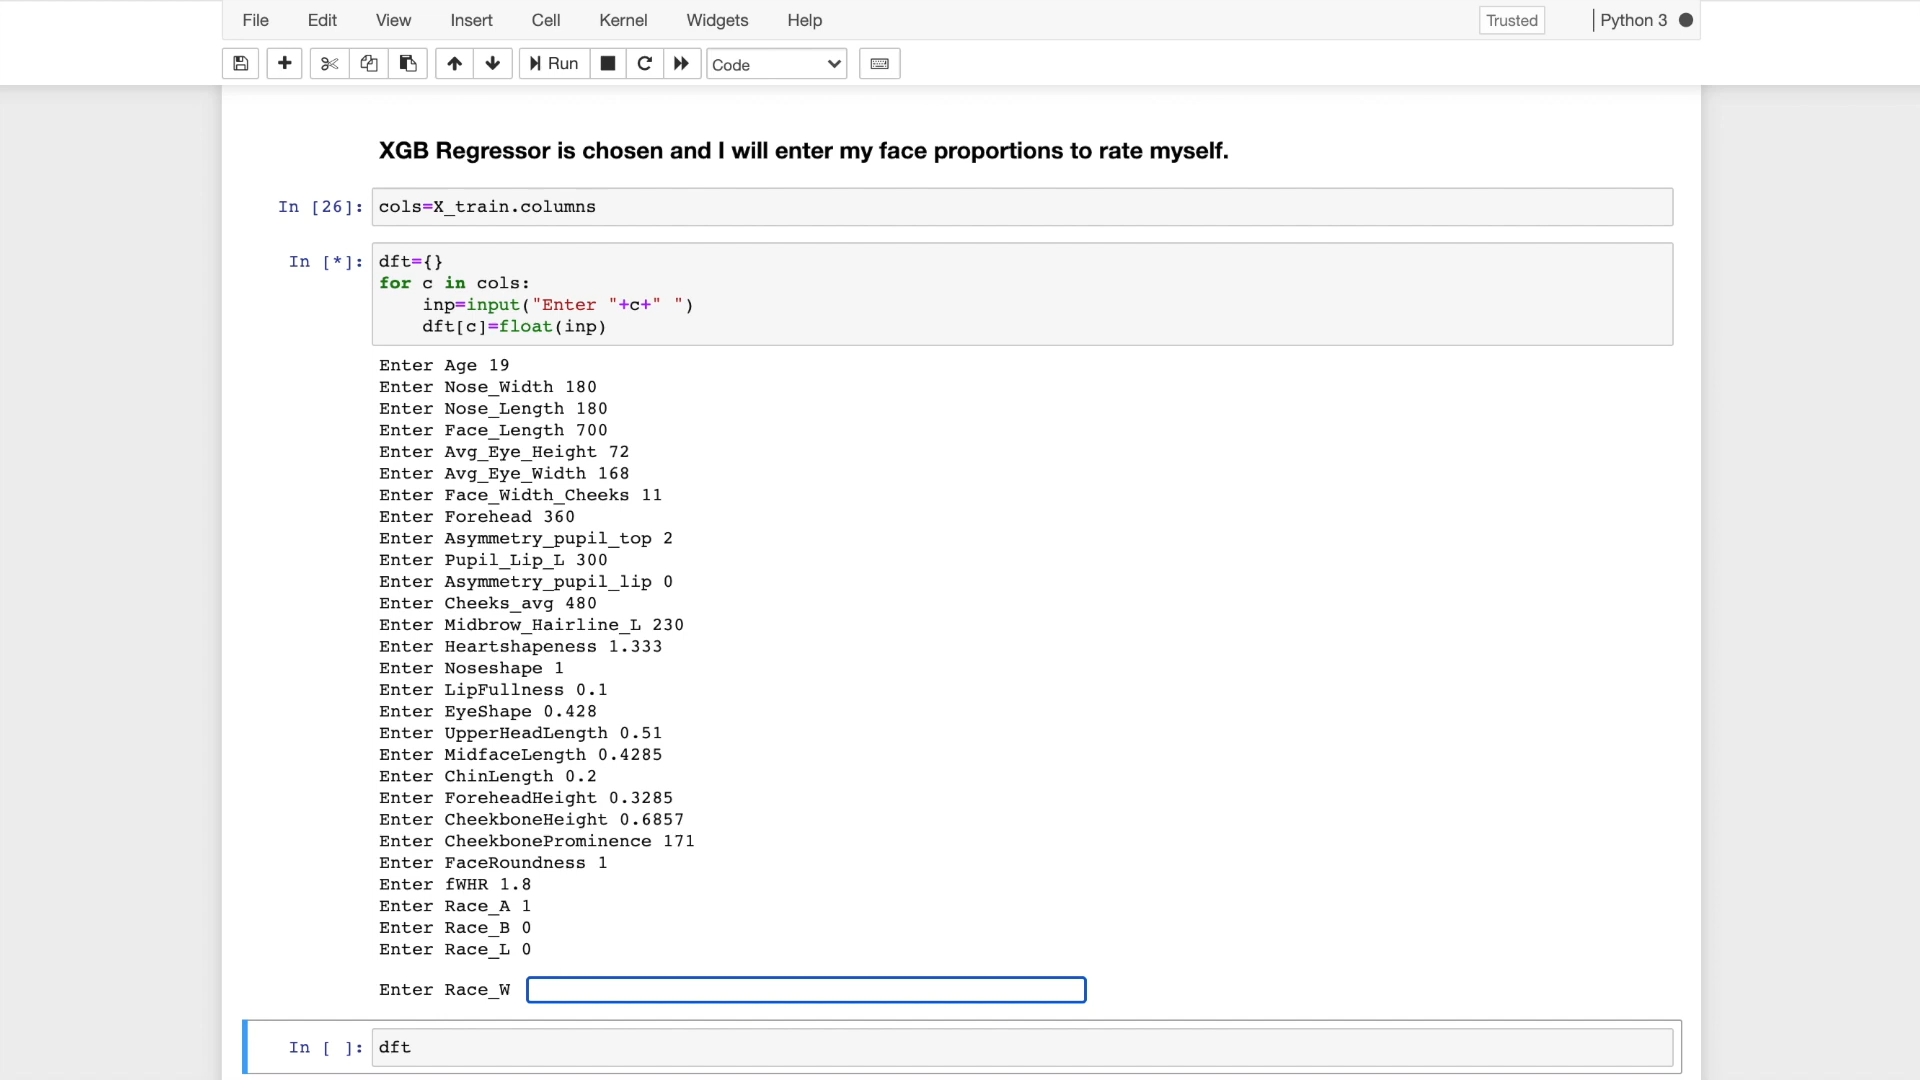 File Edit View Insert Cell Kernel Widgets Help Trusted Python 3
Run Code
XGB Regressor is chosen and I will enter my face proportions to rate myself.
In [26]: cols=X_train.columns
In [*]: dft={}
for c in cols:
    inp=input("Enter "+c+" ")
    dft[c]=float(inp)
Enter Age 19
Enter Nose_Width 180
Enter Nose_Length 180
Enter Face_Length 700
Enter Avg_Eye_Height 72
Enter Avg_Eye_Width 168
Enter Face_Width_Cheeks 11
Enter Forehead 360
Enter Asymmetry_pupil_top 2
Enter Pupil_Lip_L 300
Enter Asymmetry_pupil_lip 0
Enter Cheeks_avg 480
Enter Midbrow_Hairline_L 230
Enter Heartshapeness 1.333
Enter Noseshape 1
Enter LipFullness 0.1
Enter EyeShape 0.428
Enter UpperHeadLength 0.51
Enter MidfaceLength 0.4285
Enter ChinLength 0.2
Enter ForeheadHeight 0.3285
Enter CheekboneHeight 0.6857
Enter CheekboneProminence 171
Enter FaceRoundness 1
Enter fWHR 1.8
Enter Race_A 1
Enter Race_B 0
Enter Race_L 0
Enter Race_W
In [ ]: dft